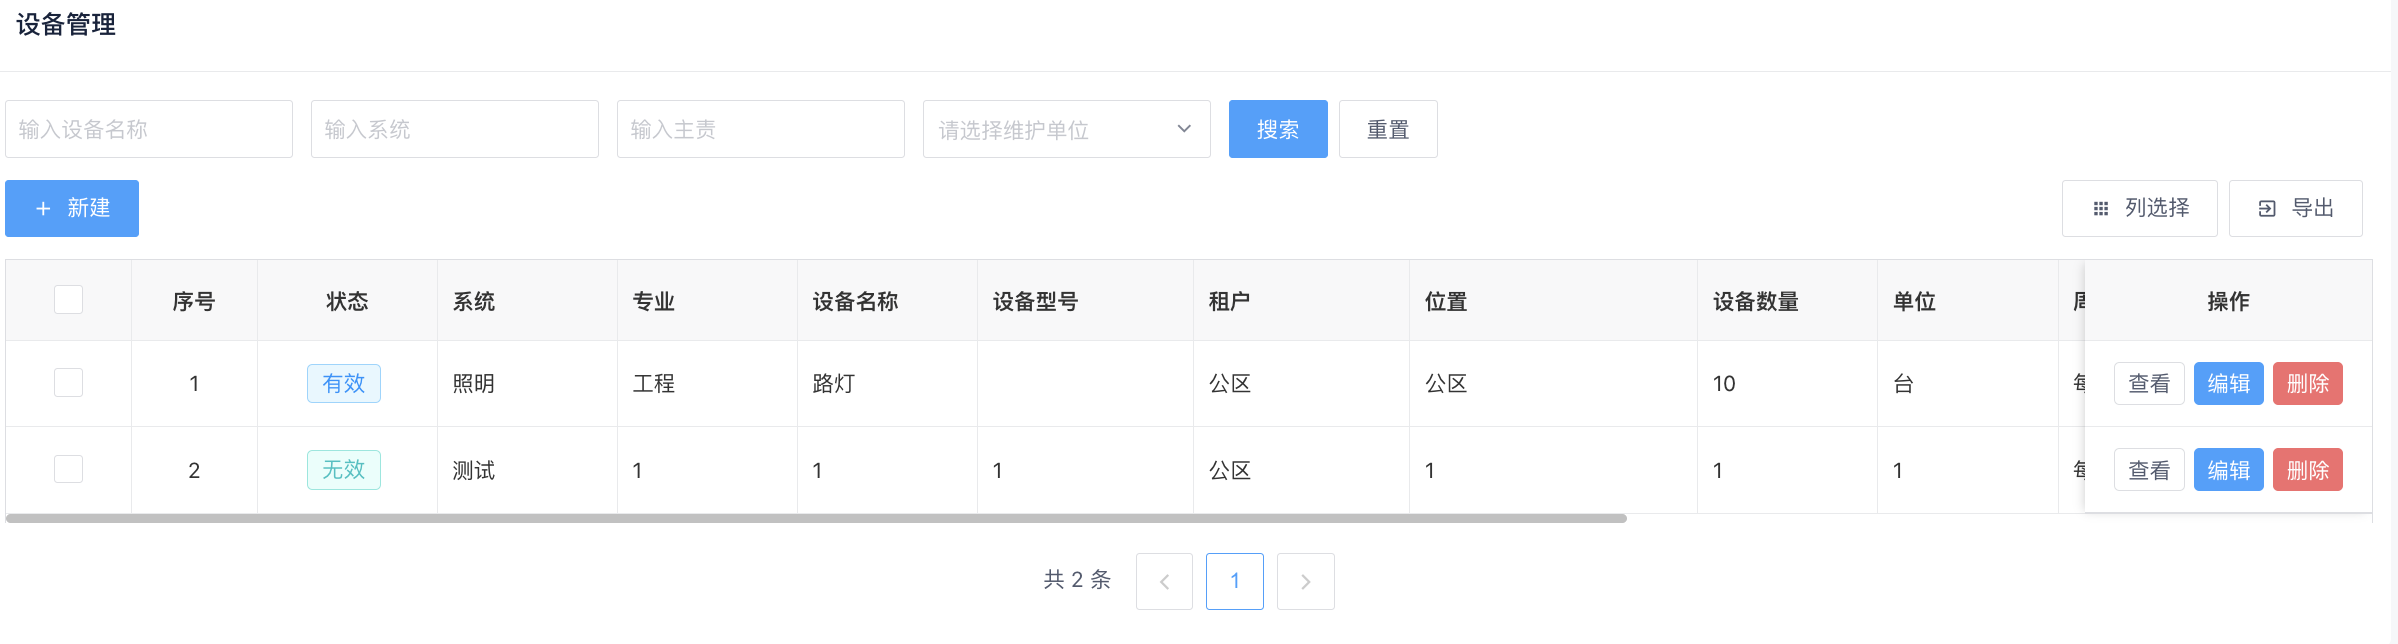 设备管理
输入设备名称 输入系统 输入主责 请选择维护单位 搜索 重置
+ 新建 列选择 导出
序号 状态 系统 专业 设备名称 设备型号 租户 位置 设备数量 单位 操作
1 有效 照明 工程 路灯 公区 公区 10 台 查看 编辑 删除
2 无效 测试 1 1 1 公区 1 1 1 查看 编辑 删除
共 2 条 < 1 >